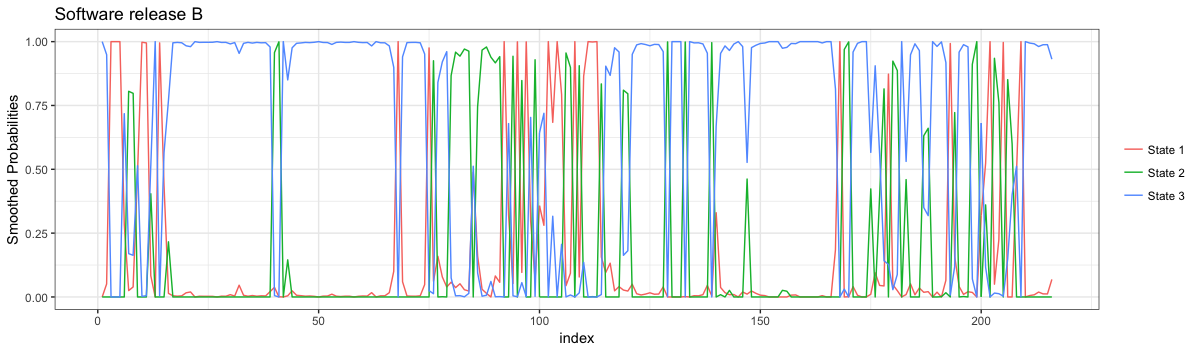 Software release B
Smoothed Probabilities
1.00
0.75
0.50
0.25
0.00
0 50 100 150 200
index
State 1
State 2
State 3